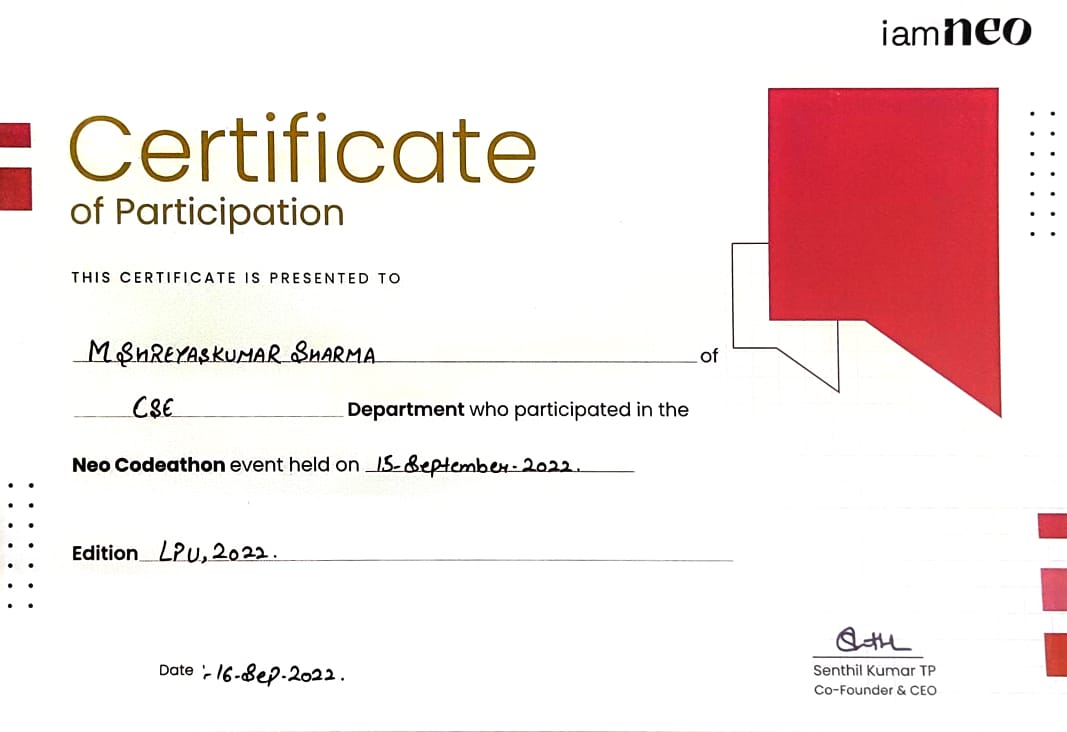 iamneo
Certificate
of Participation
THIS CERTIFICATE IS PRESENTED TO
M SHREYASKUMAR SHARMA of
CSE Department who participated in the
Neo Codeathon event held on 15-September-2022.
Edition LPU, 2022.
Date :- 16-Sep-2022.
Senthil Kumar TP
Co-Founder & CEO